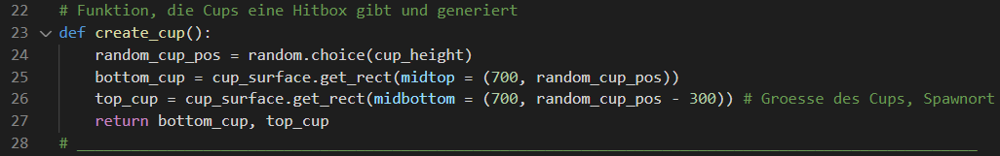 22 # Funktion, die Cups eine Hitbox gibt und generiert
23 def create_cup():
24     random_cup_pos = random.choice(cup_height)
25     bottom_cup = cup_surface.get_rect(midtop = (700, random_cup_pos))
26     top_cup = cup_surface.get_rect(midbottom = (700, random_cup_pos - 300)) # Groesse des Cups, Spawnort
27     return bottom_cup, top_cup
28 # ____________________________________________________________________________________________________